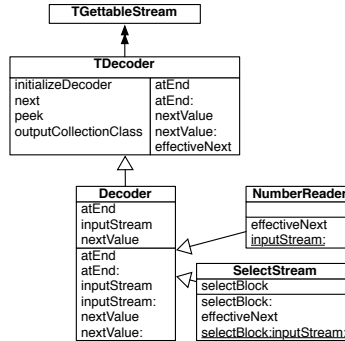 TGettableStream
TDecoder
initializeDecoder
next
peek
outputCollectionClass
atEnd
atEnd:
nextValue
nextValue:
effectiveNext
Decoder
atEnd
inputStream
nextValue
atEnd
atEnd:
inputStream
inputStream:
nextValue
nextValue:
NumberReader
effectiveNext
inputStream:
SelectStream
selectBlock
selectBlock:
effectiveNext
selectBlock:inputStream: